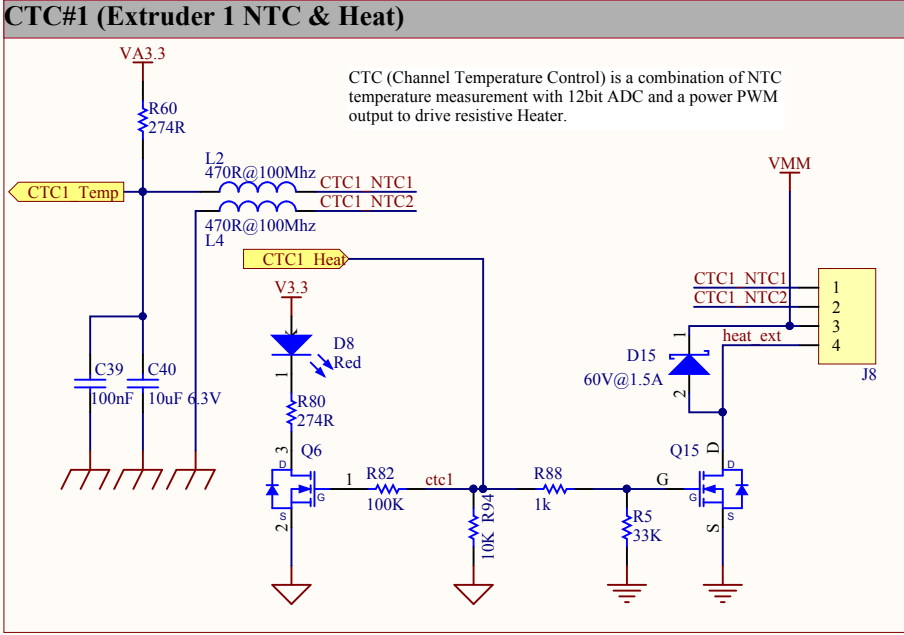 CTC#1 (Extruder 1 NTC & Heat)
VA3.3
CTC (Channel Temperature Control) is a combination of NTC
temperature measurement with 12bit ADC and a power PWM
output to drive resistive Heater.
R60
274R
L2
470R@100Mhz
CTC1_Temp
CTC1_NTC1
CTC1_NTC2
470R@100Mhz
L4
CTC1_Heat
VMM
V3.3
CTC1_NTC1
1
CTC1_NTC2
2
3
heat_ext
4
J8
K
D8
Red
1
1
D15
60V@1.5A
2
C39
100nF
C40
10uF 6.3V
R80
274R
3
Q6
D
G
S
1
2
R82
100K
ctc1
R94
10K
R88
1k
Q15
D
D
G
G
S
S
R5
33K